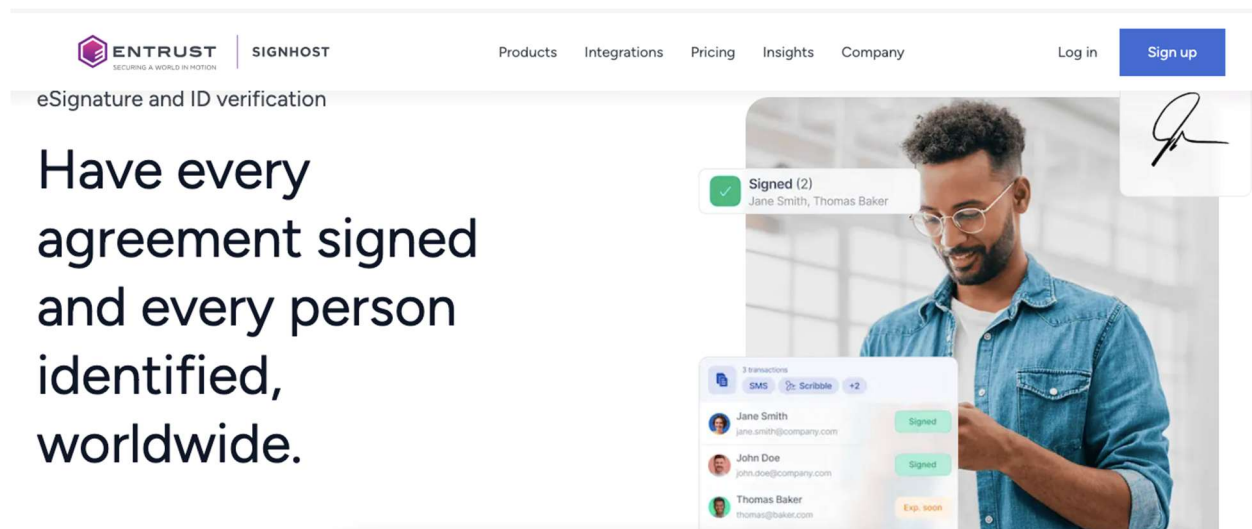 ENTRUST
SECURING A WORLD IN MOTION
SIGNHOST
Products
Integrations
Pricing
Insights
Company
Log in
Sign up
eSignature and ID verification
Have every
agreement signed
and every person
identified,
worldwide.
Signed (2)
Jane Smith, Thomas Baker
3 transactions
SMS
Scribble
+2
Jane Smith
jane.smith@company.com
Signed
John Doe
john.doe@company.com
Signed
Thomas Baker
thomas@baker.com
Exp. soon